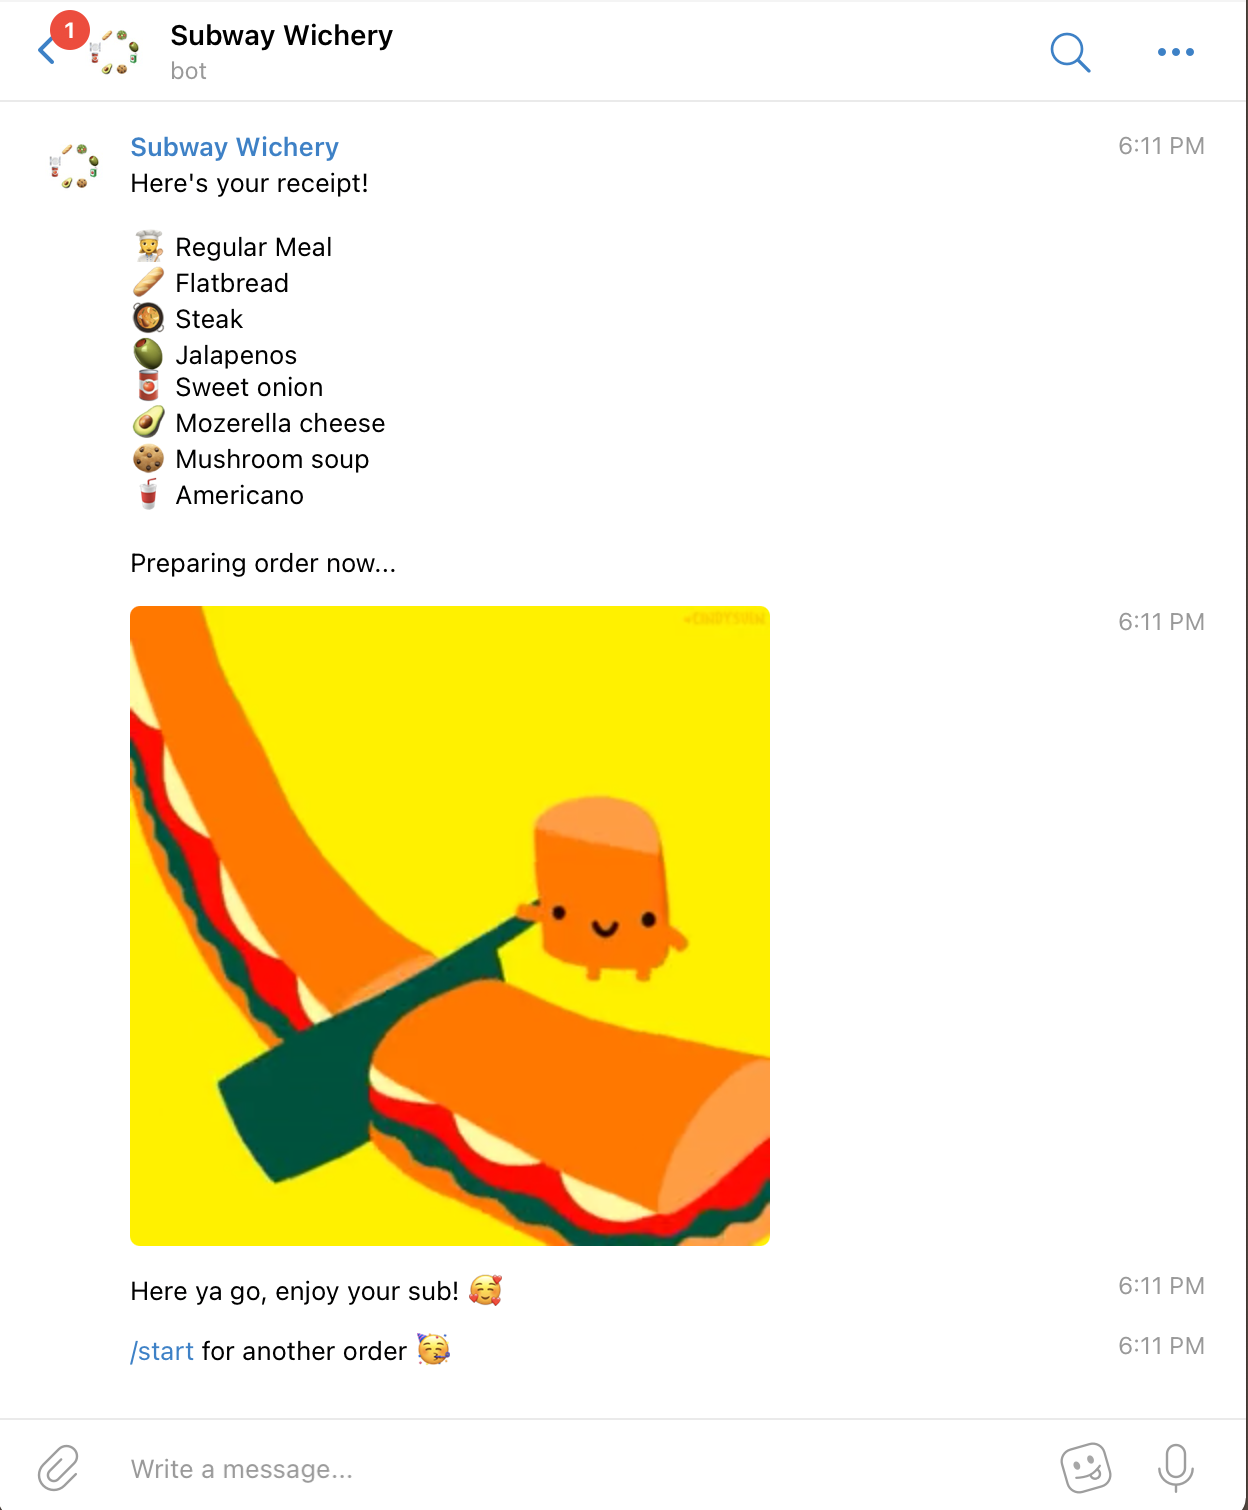 1
Subway Wichery
bot
Subway Wichery
6:11 PM
Here's your receipt!
Regular Meal
Flatbread
Steak
Jalapenos
Sweet onion
Mozerella cheese
Mushroom soup
Americano
Preparing order now...
6:11 PM
Here ya go, enjoy your sub!
6:11 PM
/start for another order
6:11 PM
Write a message...